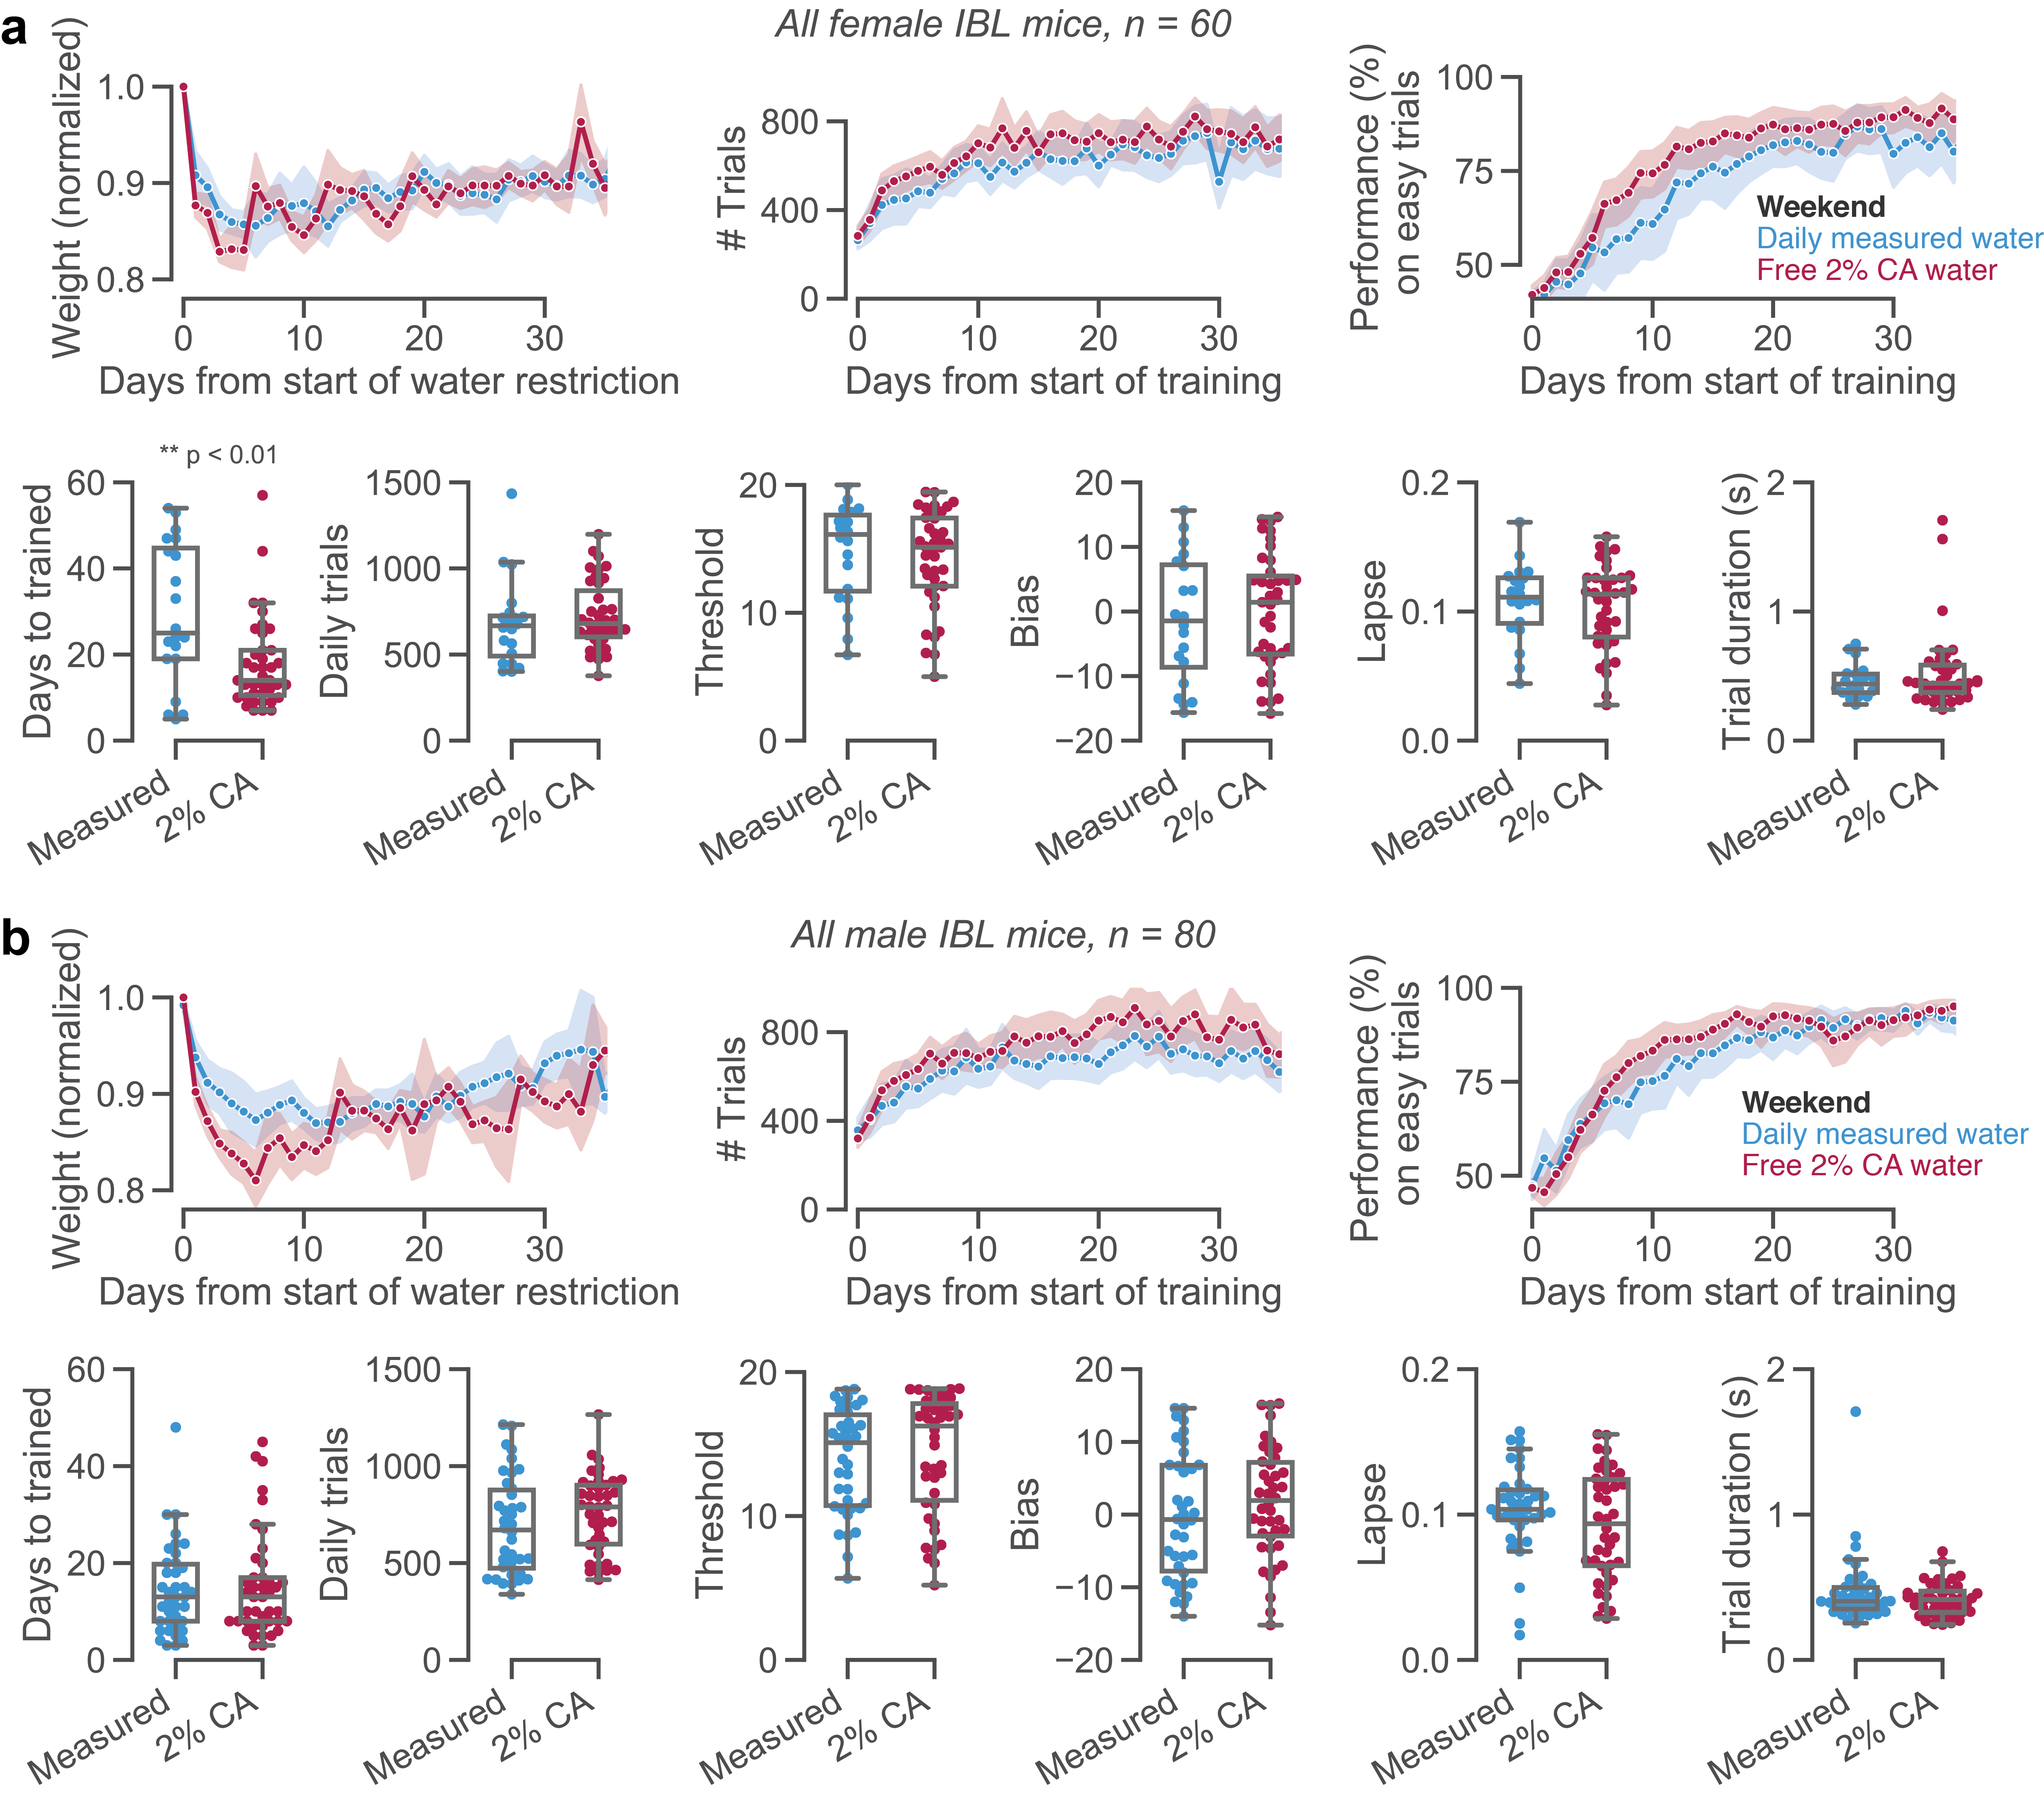 a
All female IBL mice, n = 60
Weight (normalized)
1.0
0.9
0.8
0 10 20 30
Days from start of water restriction
# Trials
800
400
0
0 10 20 30
Days from start of training
Performance (%)
on easy trials
100
75
50
0 10 20 30
Days from start of training
Weekend
Daily measured water
Free 2% CA water
** p < 0.01
Days to trained
60
40
20
0
Measured
2% CA
Daily trials
1500
1000
500
0
Measured
2% CA
Threshold
20
10
0
Measured
2% CA
Bias
20
10
0
−10
−20
Measured
2% CA
Lapse
0.2
0.1
0.0
Measured
2% CA
Trial duration (s)
2
1
0
Measured
2% CA
b
All male IBL mice, n = 80
Weight (normalized)
1.0
0.9
0.8
0 10 20 30
Days from start of water restriction
# Trials
800
400
0
0 10 20 30
Days from start of training
Performance (%)
on easy trials
100
75
50
0 10 20 30
Days from start of training
Weekend
Daily measured water
Free 2% CA water
Days to trained
60
40
20
0
Measured
2% CA
Daily trials
1500
1000
500
0
Measured
2% CA
Threshold
20
10
0
Measured
2% CA
Bias
20
10
0
−10
−20
Measured
2% CA
Lapse
0.2
0.1
0.0
Measured
2% CA
Trial duration (s)
2
1
0
Measured
2% CA